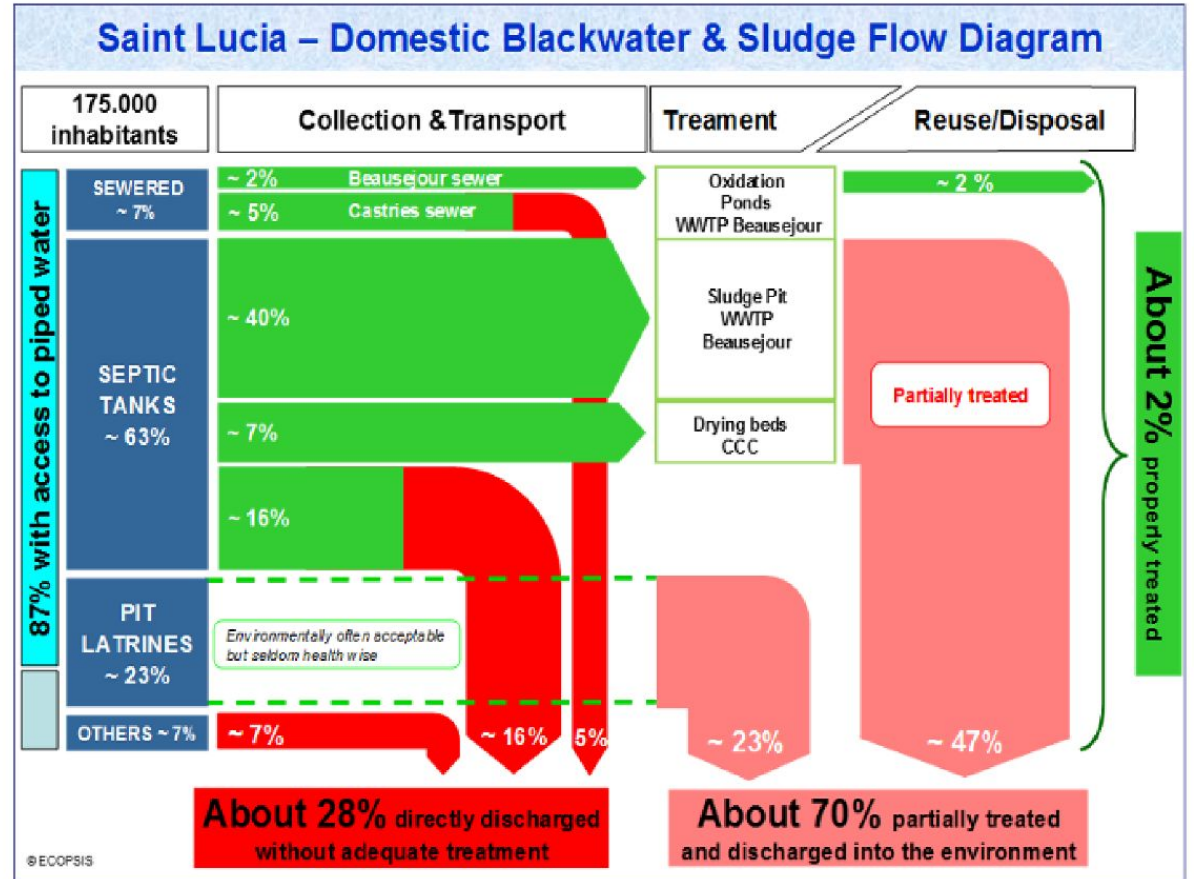 Saint Lucia – Domestic Blackwater & Sludge Flow Diagram
175.000
inhabitants
Collection &Transport
Treament
Reuse/Disposal
87% with access to piped water
SEWERED
~ 7%
~ 2%
Beausejour sewer
~ 5%
Castries sewer
Oxidation
Ponds
WWTP Beausejour
~ 2 %
SEPTIC
TANKS
~ 63%
~ 40%
Sludge Pit
WWTP
Beausejour
Partially treated
~ 7%
Drying beds
CCC
~ 16%
About 2% properly treated
PIT
LATRINES
~ 23%
Environmentally often acceptable
but seldom health wise
OTHERS ~ 7%
~ 7%
~ 16%
5%
~ 23%
~ 47%
About 28% directly discharged
without adequate treatment
About 70% partially treated
and discharged into the environment
© ECOPSIS